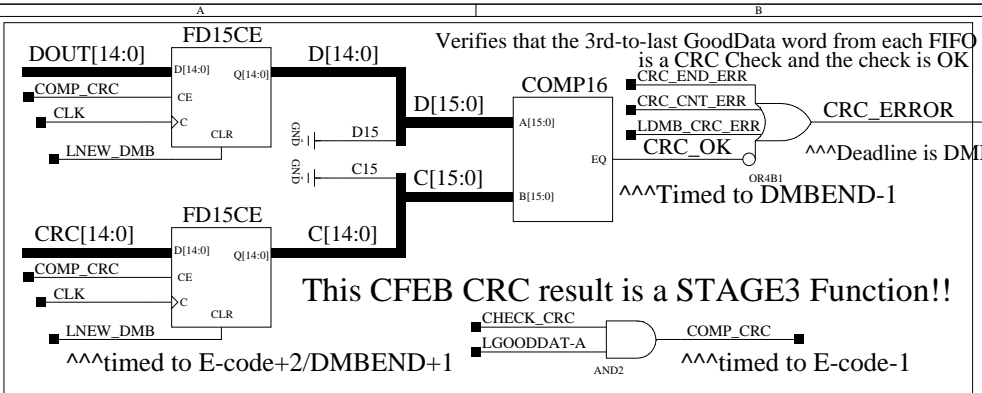 A
B
FD15CE
DOUT[14:0]
D[14:0]
Verifies that the 3rd-to-last GoodData word from each FIFO
is a CRC Check and the check is OK
D[14:0]
Q[14:0]
COMP_CRC
CE
CLK
C
CLR
LNEW_DMB
GND
D15
D[15:0]
COMP16
A[15:0]
EQ
B[15:0]
CRC_END_ERR
CRC_CNT_ERR
LDMB_CRC_ERR
CRC_OK
CRC_ERROR
OR4B1
^^^Deadline is DM
^^^Timed to DMBEND-1
GND
C15
C[15:0]
FD15CE
CRC[14:0]
C[14:0]
D[14:0]
Q[14:0]
COMP_CRC
CE
CLK
C
CLR
LNEW_DMB
^^^timed to E-code+2/DMBEND+1
This CFEB CRC result is a STAGE3 Function!!
CHECK_CRC
LGOODDAT-A
AND2
COMP_CRC
^^^timed to E-code-1